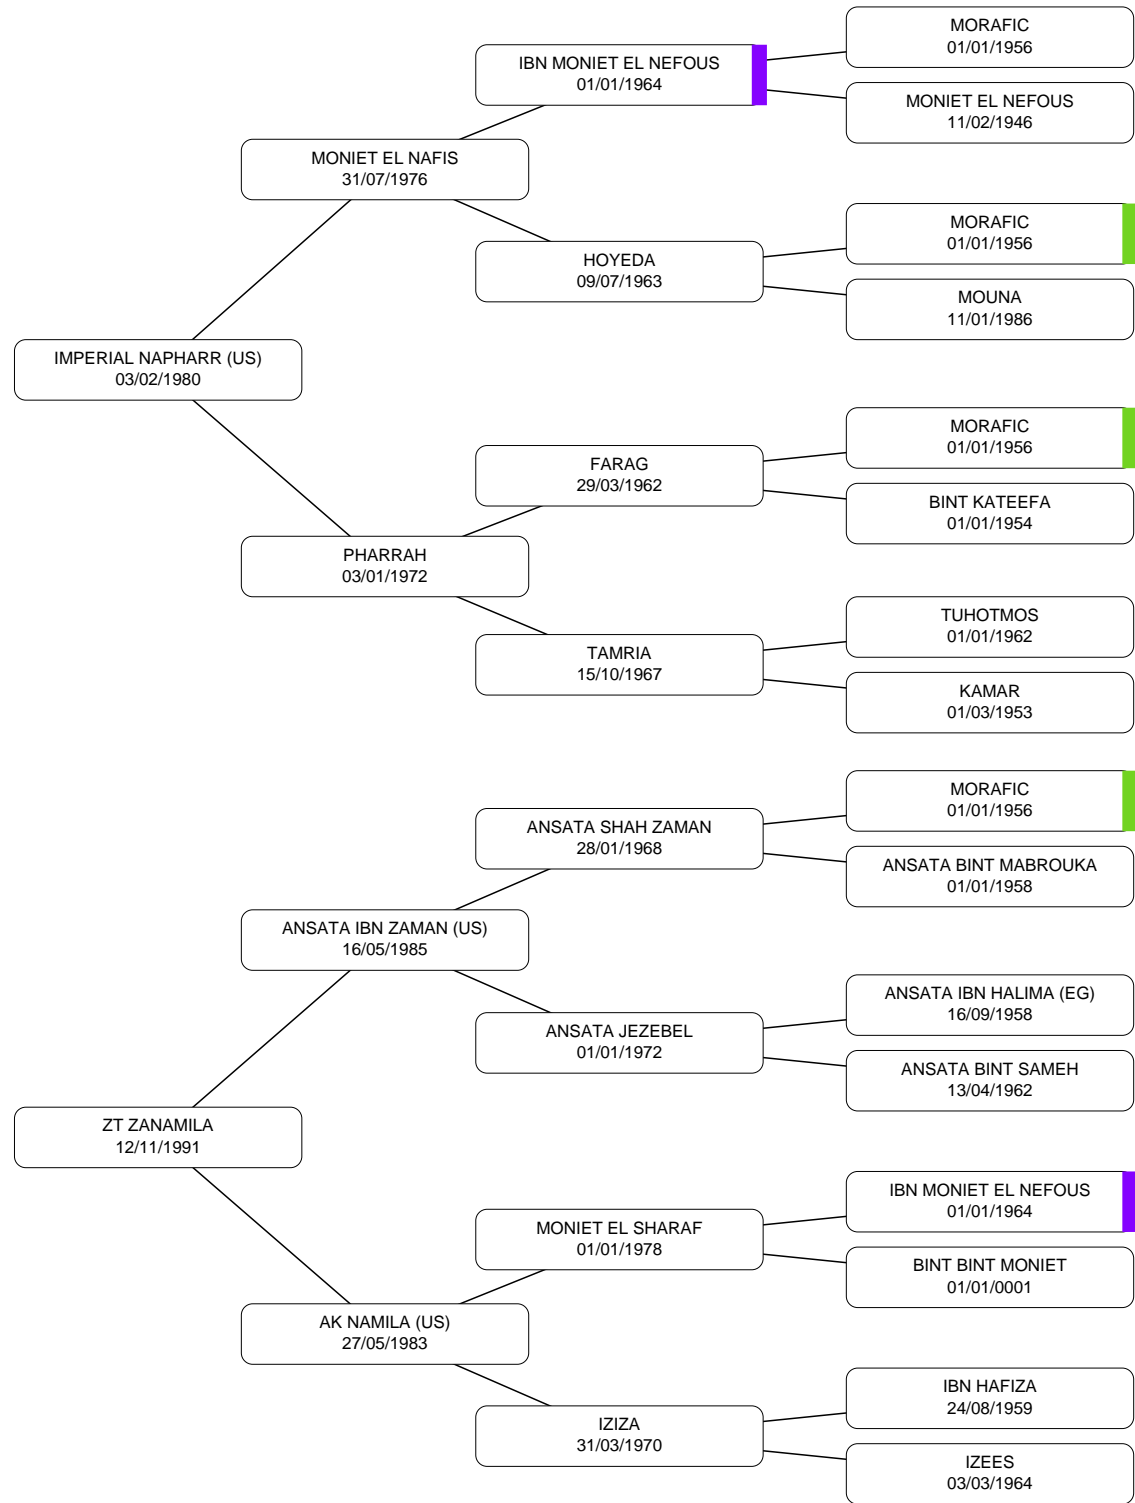 MORAFIC
01/01/1956
IBN MONIET EL NEFOUS
01/01/1964
MONIET EL NEFOUS
11/02/1946
MONIET EL NAFIS
31/07/1976
MORAFIC
01/01/1956
HOYEDA
09/07/1963
MOUNA
11/01/1986
IMPERIAL NAPHARR (US)
03/02/1980
MORAFIC
01/01/1956
FARAG
29/03/1962
BINT KATEEFA
01/01/1954
PHARRAH
03/01/1972
TUHOTMOS
01/01/1962
TAMRIA
15/10/1967
KAMAR
01/03/1953
MORAFIC
01/01/1956
ANSATA SHAH ZAMAN
28/01/1968
ANSATA BINT MABROUKA
01/01/1958
ANSATA IBN ZAMAN (US)
16/05/1985
ANSATA IBN HALIMA (EG)
16/09/1958
ANSATA JEZEBEL
01/01/1972
ANSATA BINT SAMEH
13/04/1962
ZT ZANAMILA
12/11/1991
IBN MONIET EL NEFOUS
01/01/1964
MONIET EL SHARAF
01/01/1978
BINT BINT MONIET
01/01/0001
AK NAMILA (US)
27/05/1983
IBN HAFIZA
24/08/1959
IZIZA
31/03/1970
IZEES
03/03/1964